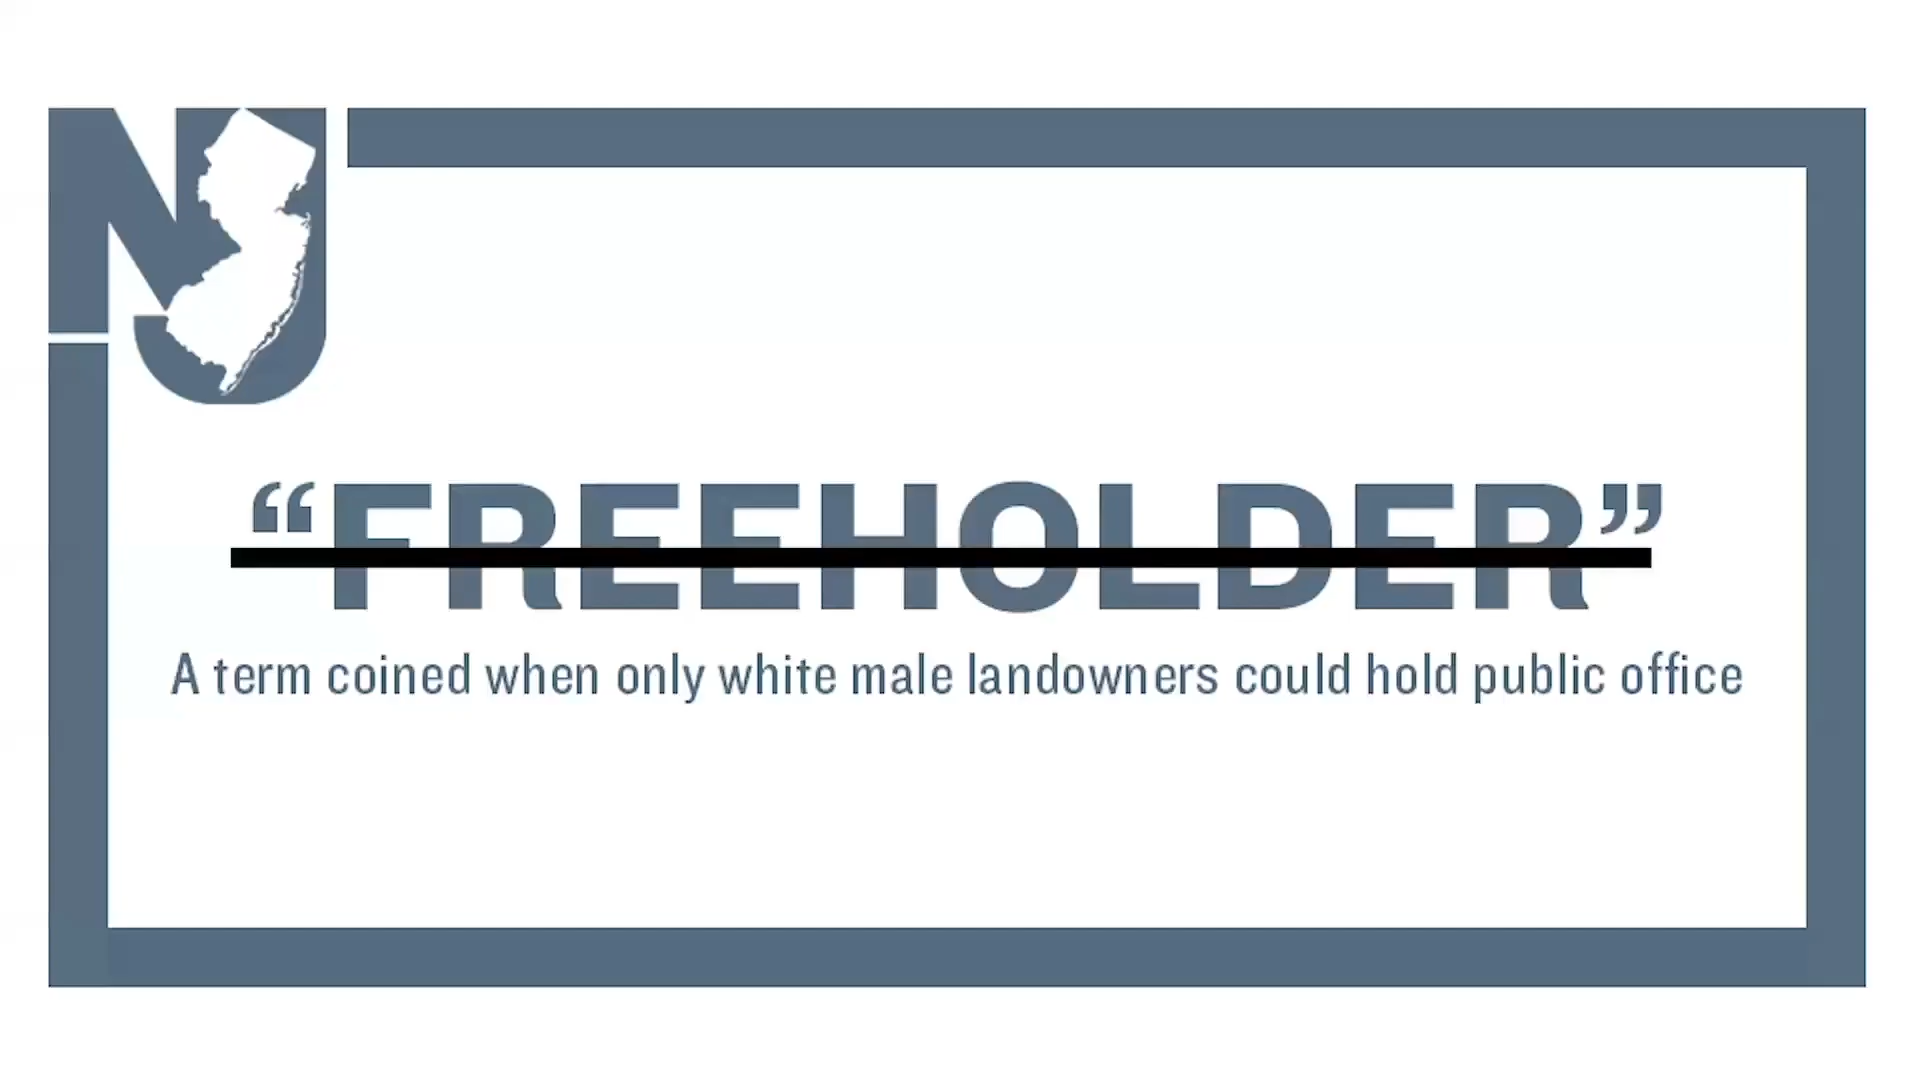 NJ
“FREEHOLDER”
A term coined when only white male landowners could hold public office